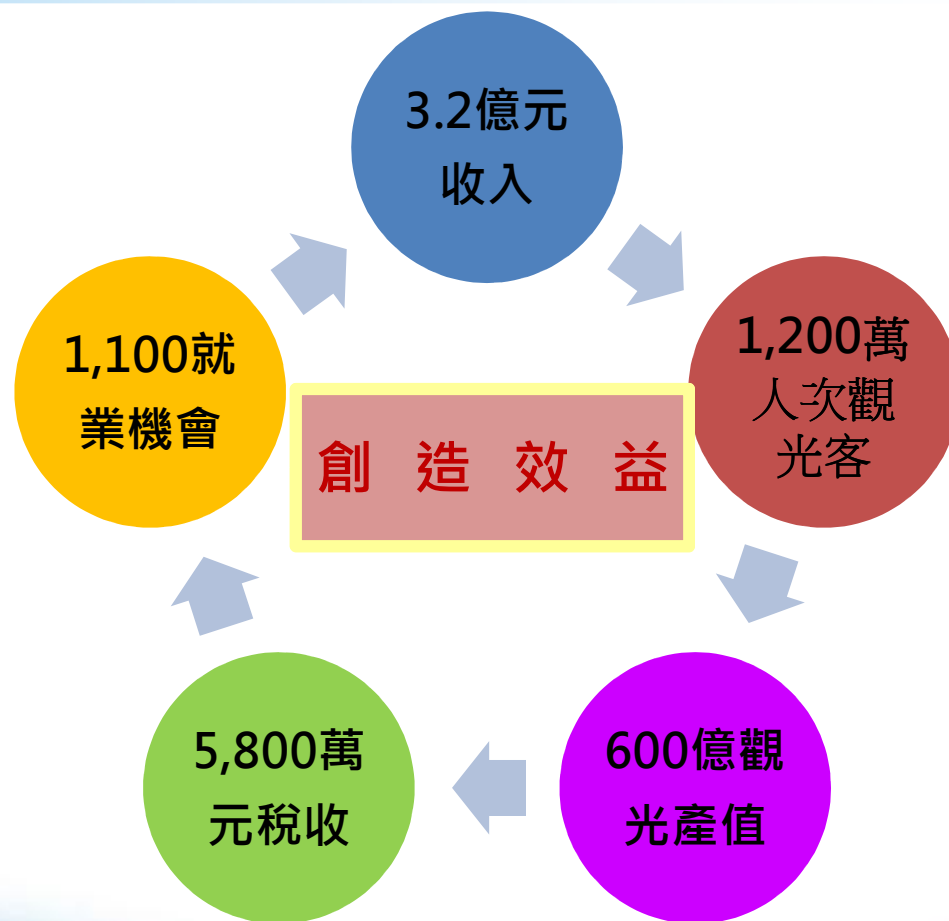 3.2億元
收入
1,200萬
人次觀
光客
600億觀
光產值
5,800萬
元稅收
1,100就
業機會
創造效益